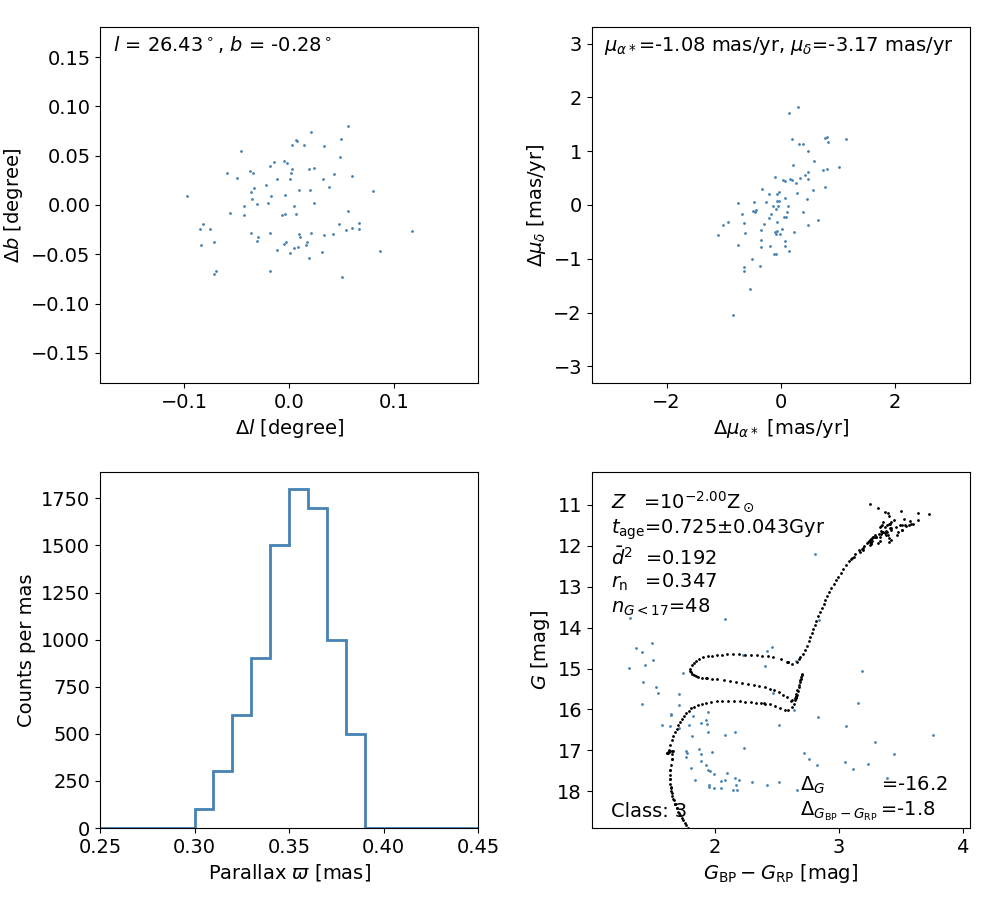 l = 26.43°, b = -0.28°
0.15
0.10
0.05
0.00
−0.05
−0.10
−0.15
Δb [degree]
−0.1 0.0 0.1
Δl [degree]
μα*=-1.08 mas/yr, μδ=-3.17 mas/yr
3
2
1
0
−1
−2
−3
Δμδ [mas/yr]
−2 0 2
Δμα* [mas/yr]
1750
1500
1250
1000
750
500
250
0
Counts per mas
0.25 0.30 0.35 0.40 0.45
Parallax ϖ [mas]
Z =10^−2.00 Z⊙
tage=0.725±0.043Gyr
d̄² =0.192
rn =0.347
nG<17=48
11
12
13
14
15
16
17
18
G [mag]
ΔG =-16.2
ΔGBP−GRP =-1.8
Class: 3
2 3 4
GBP − GRP [mag]